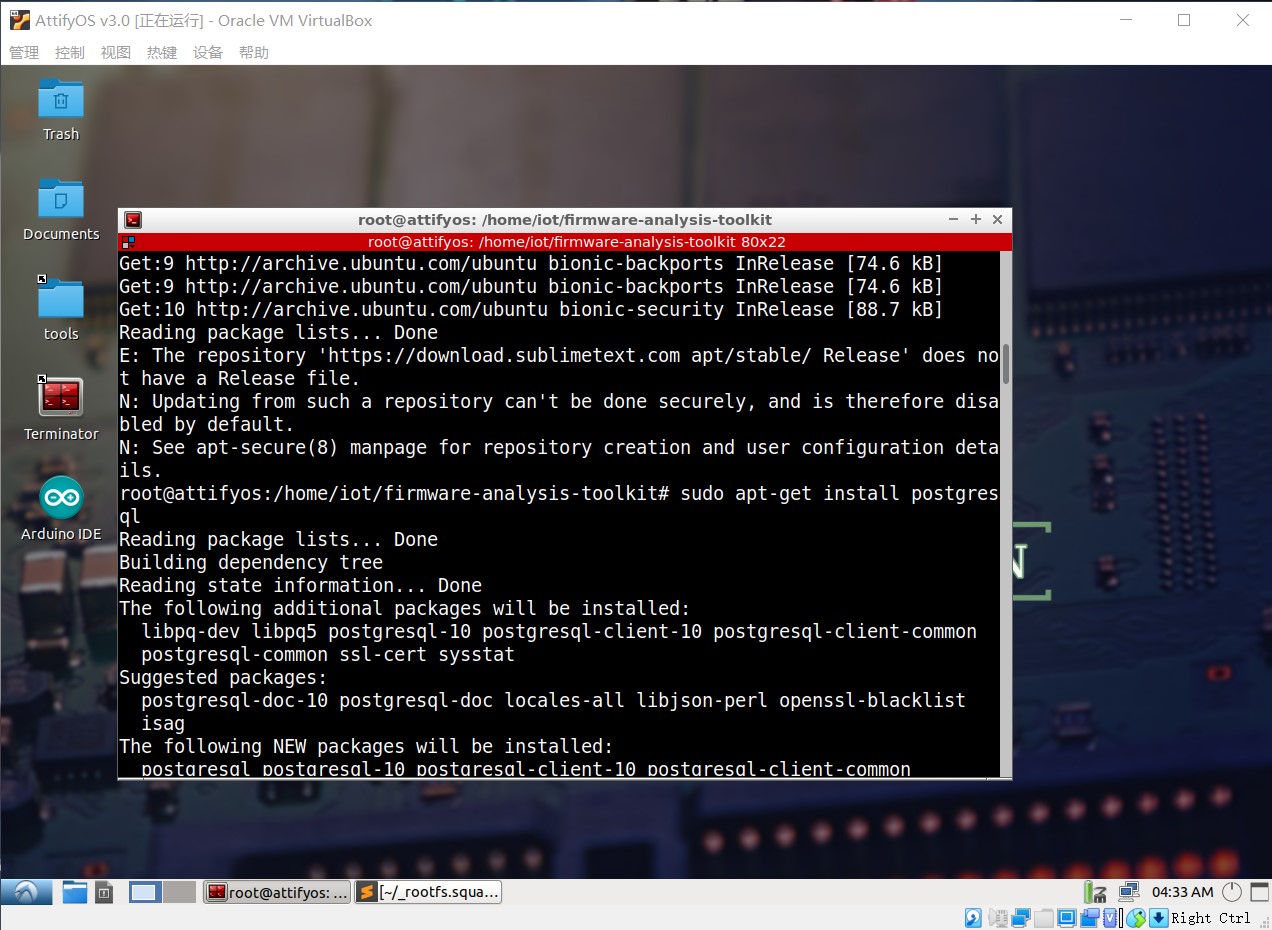 AttifyOS v3.0 [正在运行] - Oracle VM VirtualBox
管理 控制 视图 热键 设备 帮助
Trash
Documents
tools
Terminator
Arduino IDE
root@attifyos: /home/iot/firmware-analysis-toolkit
root@attifyos: /home/iot/firmware-analysis-toolkit 80x22
Get:9 http://archive.ubuntu.com/ubuntu bionic-backports InRelease [74.6 kB]
Get:9 http://archive.ubuntu.com/ubuntu bionic-backports InRelease [74.6 kB]
Get:10 http://archive.ubuntu.com/ubuntu bionic-security InRelease [88.7 kB]
Reading package lists... Done
E: The repository 'https://download.sublimetext.com apt/stable/ Release' does no
t have a Release file.
N: Updating from such a repository can't be done securely, and is therefore disa
bled by default.
N: See apt-secure(8) manpage for repository creation and user configuration deta
ils.
root@attifyos:/home/iot/firmware-analysis-toolkit# sudo apt-get install postgres
ql
Reading package lists... Done
Building dependency tree
Reading state information... Done
The following additional packages will be installed:
libpq-dev libpq5 postgresql-10 postgresql-client-10 postgresql-client-common
postgresql-common ssl-cert sysstat
Suggested packages:
postgresql-doc-10 postgresql-doc locales-all libjson-perl openssl-blacklist
isag
The following NEW packages will be installed:
postgresql postgresql-10 postgresql-client-10 postgresql-client-common
N
root@attifyos: ...
[~/_rootfs.squa...
04:33 AM
Right Ctrl